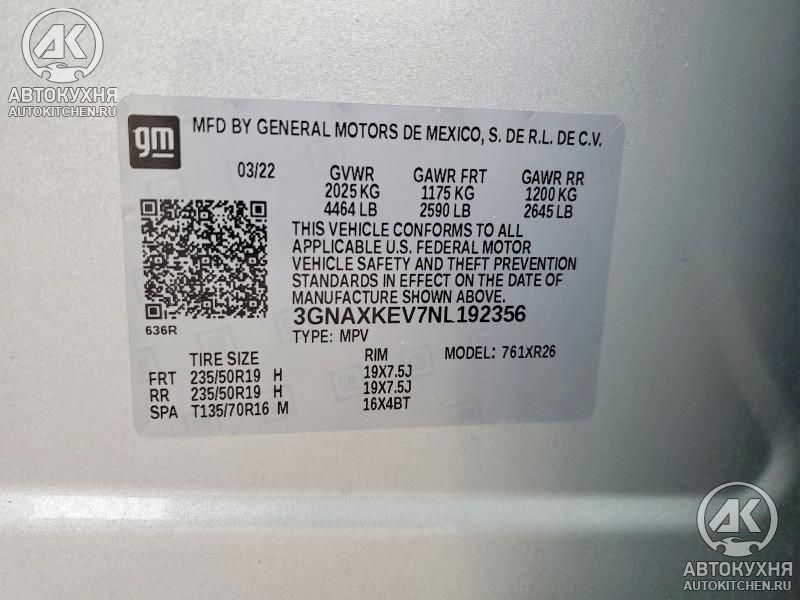 AK
АВТОКУХНЯ
AUTOKITCHEN.RU
gm
MFD BY GENERAL MOTORS DE MEXICO, S. DE R.L. DE C.V.
03/22 GVWR GAWR FRT GAWR RR
2025 KG 1175 KG 1200 KG
4464 LB 2590 LB 2645 LB
THIS VEHICLE CONFORMS TO ALL
APPLICABLE U.S. FEDERAL MOTOR
VEHICLE SAFETY AND THEFT PREVENTION
STANDARDS IN EFFECT ON THE DATE OF
MANUFACTURE SHOWN ABOVE.
3GNAXKEV7NL192356
636R
TYPE: MPV
TIRE SIZE RIM MODEL: 761XR26
FRT 235/50R19 H 19X7.5J
RR 235/50R19 H 19X7.5J
SPA T135/70R16 M 16X4BT
AK
АВТОКУХНЯ
AUTOKITCHEN.RU